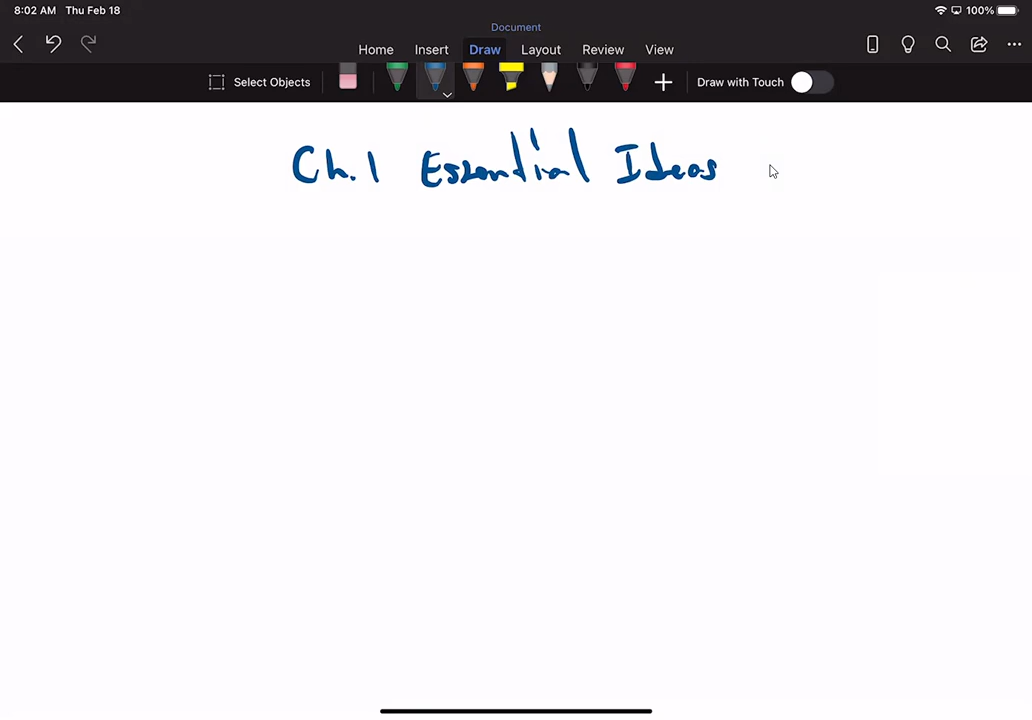 8:02 AM Thu Feb 18 100%
Document
Home Insert Draw Layout Review View
Select Objects Draw with Touch
Ch. 1 Essential Ideas